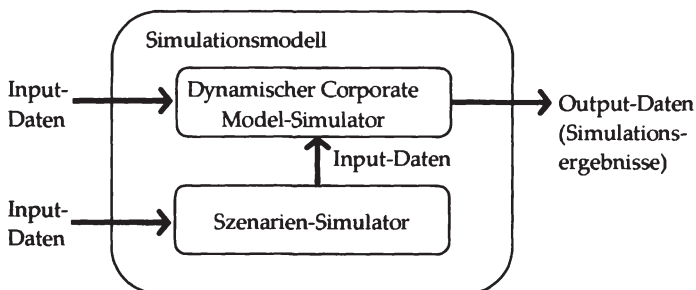 Simulationsmodell
Input-
Daten
Dynamischer Corporate
Model-Simulator
Output-Daten
(Simulations-
ergebnisse)
Input-Daten
Input-
Daten
Szenarien-Simulator